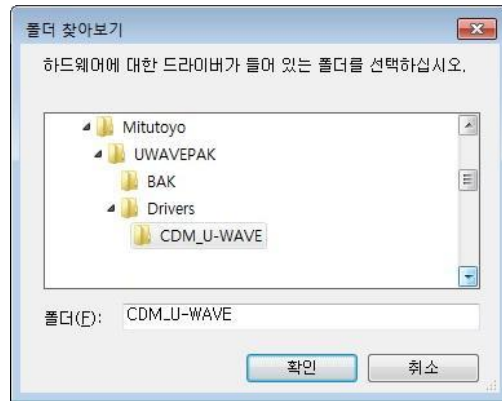 폴더 찾아보기
하드웨어에 대한 드라이버가 들어 있는 폴더를 선택하십시오.
Mitutoyo
UWAVEPAK
BAK
Drivers
CDM_U-WAVE
폴더(F): CDM_U-WAVE
확인 취소